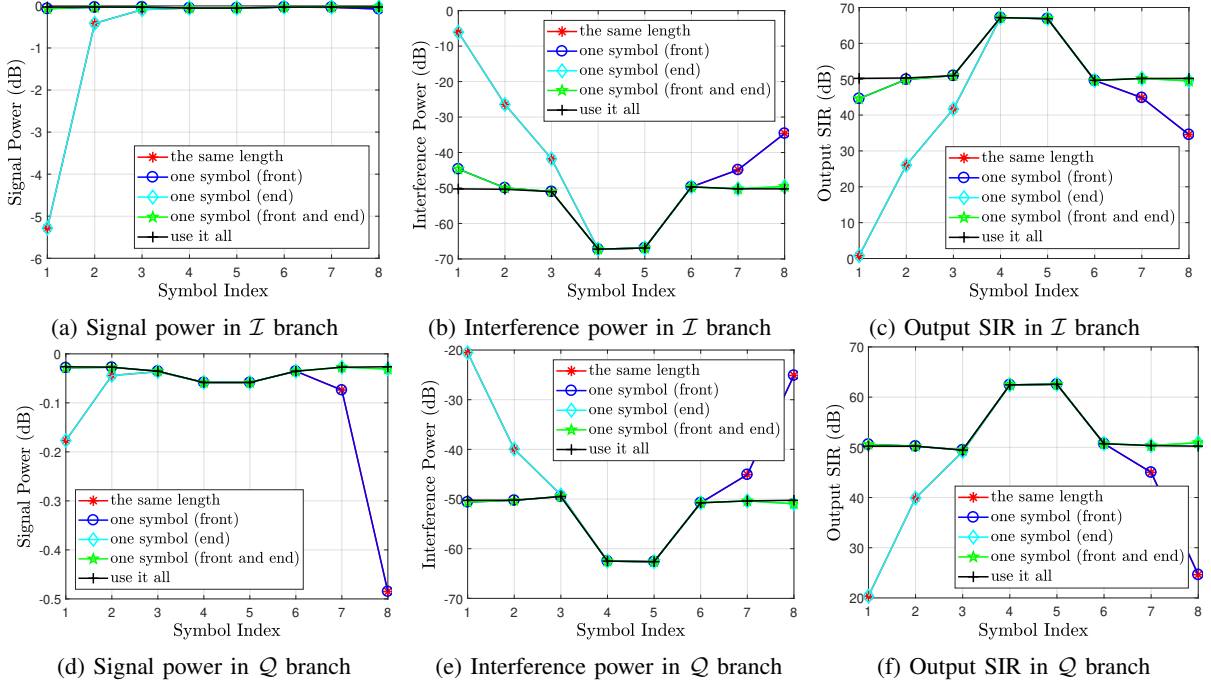 0
-1
-2
-3
-4
-5
-6
Signal Power (dB)
the same length
one symbol (front)
one symbol (end)
one symbol (front and end)
use it all
1 2 3 4 5 6 7 8
Symbol Index
(a) Signal power in I branch
0
-10
-20
-30
-40
-50
-60
-70
Interference Power (dB)
the same length
one symbol (front)
one symbol (end)
one symbol (front and end)
use it all
1 2 3 4 5 6 7 8
Symbol Index
(b) Interference power in I branch
70
60
50
40
30
20
10
0
Output SIR (dB)
the same length
one symbol (front)
one symbol (end)
one symbol (front and end)
use it all
1 2 3 4 5 6 7 8
Symbol Index
(c) Output SIR in I branch
0
-0.1
-0.2
-0.3
-0.4
-0.5
Signal Power (dB)
the same length
one symbol (front)
one symbol (end)
one symbol (front and end)
use it all
1 2 3 4 5 6 7 8
Symbol Index
(d) Signal power in Q branch
-20
-30
-40
-50
-60
-70
Interference Power (dB)
the same length
one symbol (front)
one symbol (end)
one symbol (front and end)
use it all
1 2 3 4 5 6 7 8
Symbol Index
(e) Interference power in Q branch
70
60
50
40
30
20
Output SIR (dB)
the same length
one symbol (front)
one symbol (end)
one symbol (front and end)
use it all
1 2 3 4 5 6 7 8
Symbol Index
(f) Output SIR in Q branch